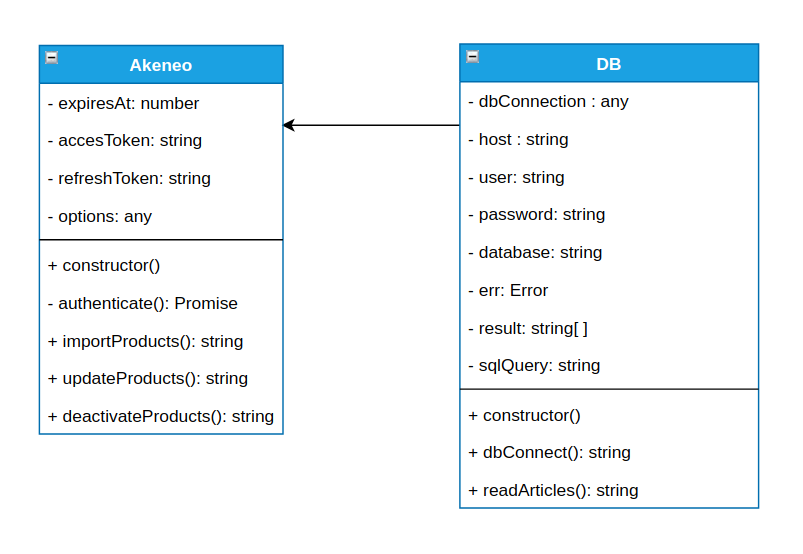 Akeneo
- expiresAt: number
- accesToken: string
- refreshToken: string
- options: any
+ constructor()
- authenticate(): Promise
+ importProducts(): string
+ updateProducts(): string
+ deactivateProducts(): string
DB
- dbConnection : any
- host : string
- user: string
- password: string
- database: string
- err: Error
- result: string[ ]
- sqlQuery: string
+ constructor()
+ dbConnect(): string
+ readArticles(): string